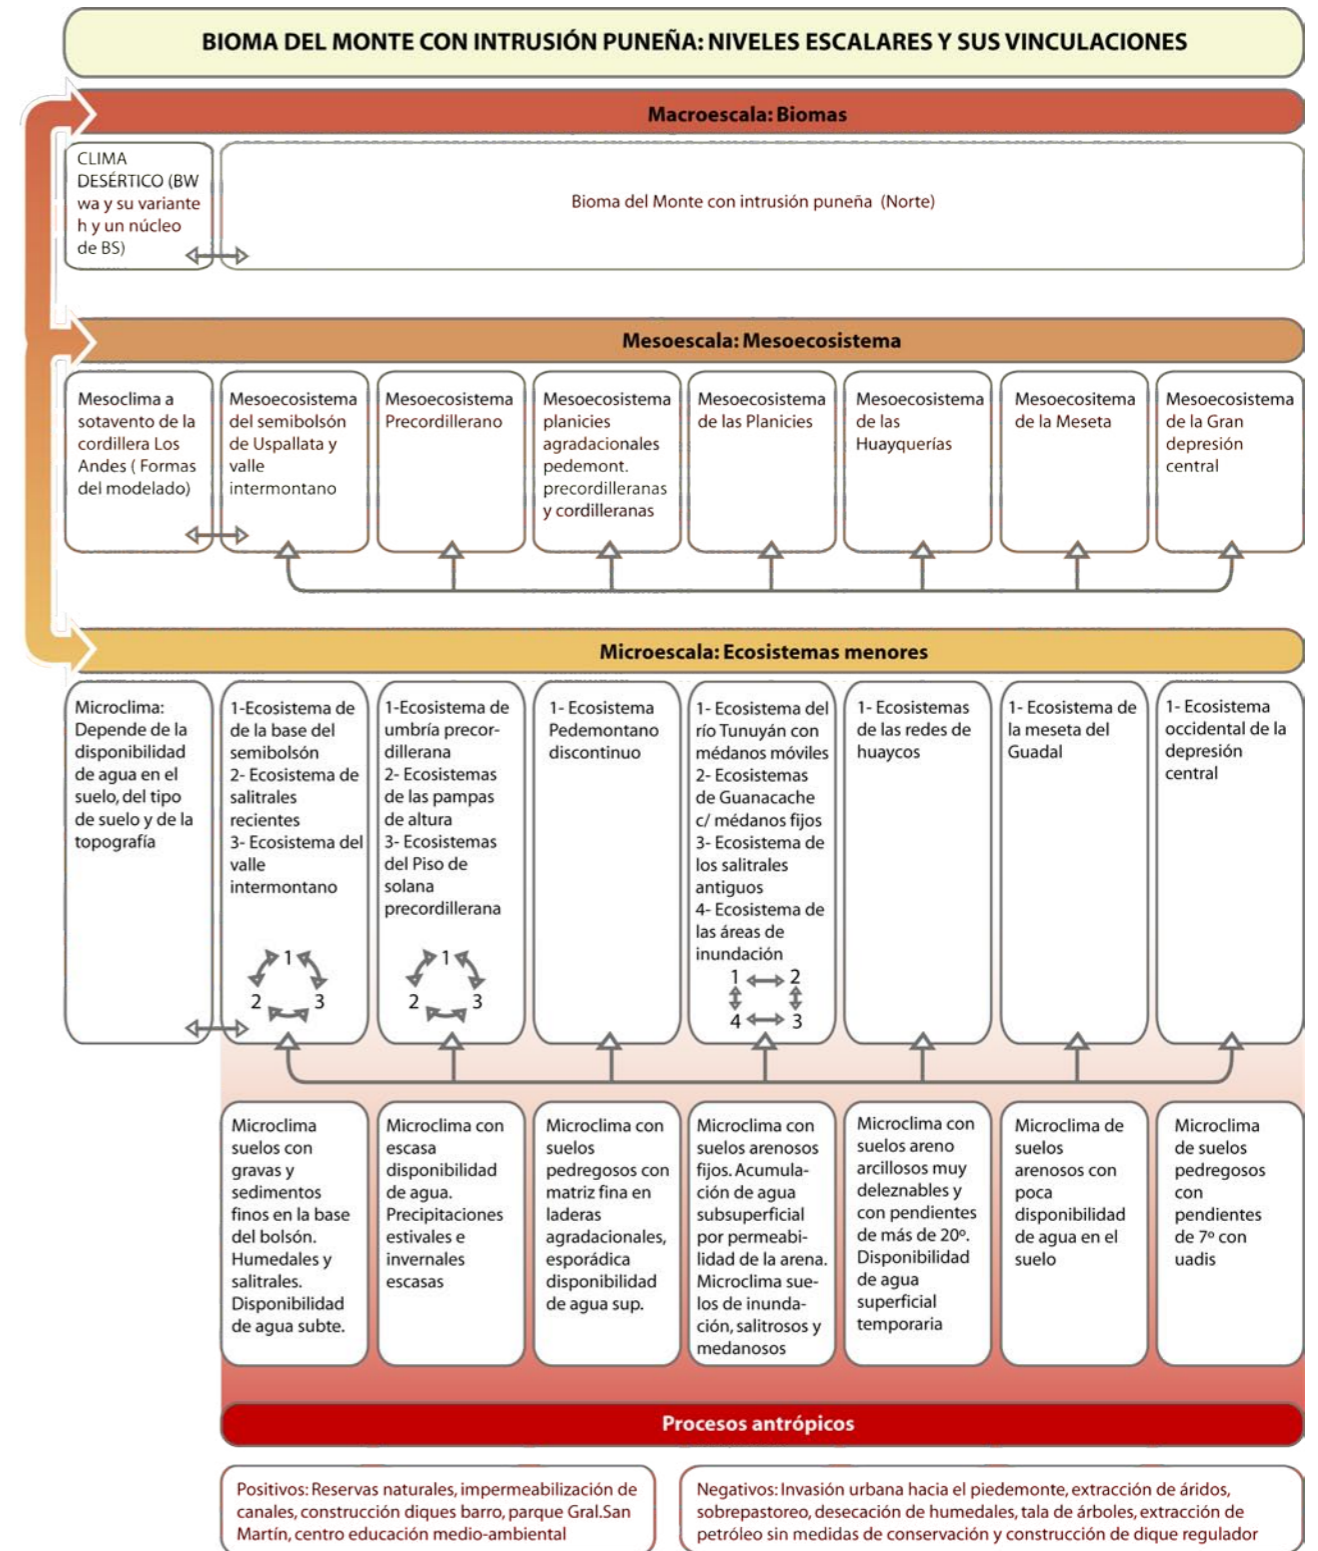 BIOMA DEL MONTE CON INTRUSIÓN PUNEÑA: NIVELES ESCALARES Y SUS VINCULACIONES
Macroescala: Biomas
CLIMA
DESÉRTICO (BW
wa y su variante
h y un núcleo
de BS)
Bioma del Monte con intrusión puneña (Norte)
Mesoescala: Mesoecosistema
Mesoclima a
sotavento de la
cordillera Los
Andes ( Formas
del modelado)
Mesoecosistema
del semibolsón
de Uspallata y
valle
intermontano
Mesoecosistema
Precordillerano
Mesoecosistema
planicies
agradacionales
pedemont.
precordilleranas
y cordilleranas
Mesoecosistema
de las Planicies
Mesoecosistema
de las
Huayquerías
Mesoecositema
de la Meseta
Mesoecosistema
de la Gran
depresión
central
Microescala: Ecosistemas menores
Microclima:
Depende de la
disponibilidad
de agua en el
suelo, del tipo
de suelo y de la
topografía
1-Ecosistema de
de la base del
semibolsón
2- Ecosistema de
salitrales
recientes
3- Ecosistema del
valle
intermontano
1
2 3
1-Ecosistema de
umbría precor-
dillerana
2- Ecosistemas
de las pampas
de altura
3- Ecosistemas
del Piso de
solana
precordillerana
1
2 3
1- Ecosistema
Pedemontano
discontinuo
1- Ecosistema del
río Tunuyán con
médanos móviles
2- Ecosistemas
de Guanacache
c/ médanos fijos
3- Ecosistema de
los salitrales
antiguos
4- Ecosistema de
las áreas de
inundación
1 2
4 3
1- Ecosistemas
de las redes de
huaycos
1- Ecosistema de
la meseta del
Guadal
1- Ecosistema
occidental de la
depresión
central
Microclima
suelos con
gravas y
sedimentos
finos en la base
del bolsón.
Humedales y
salitrales.
Disponibilidad
de agua subte.
Microclima con
escasa
disponibilidad
de agua.
Precipitaciones
estivales e
invernales
escasas
Microclima con
suelos
pedregosos con
matriz fina en
laderas
agradacionales,
esporádica
disponibilidad
de agua sup.
Microclima con
suelos arenosos
fijos. Acumula-
ción de agua
subsuperficial
por permeabi-
lidad de la arena.
Microclima sue-
los de inunda-
ción, salitrosos y
medanosos
Microclima con
suelos areno
arcillosos muy
deleznables y
con pendientes
de más de 20º.
Disponibilidad
de agua
superficial
temporaria
Microclima de
suelos
arenosos con
poca
disponibilidad
de agua en el
suelo
Microclima
de suelos
pedregosos
con
pendientes
de 7º con
uadis
Procesos antrópicos
Positivos: Reservas naturales, impermeabilización de
canales, construcción diques barro, parque Gral.San
Martín, centro educación medio-ambiental
Negativos: Invasión urbana hacia el piedemonte, extracción de áridos,
sobrepastoreo, desecación de humedales, tala de árboles, extracción de
petróleo sin medidas de conservación y construcción de dique regulador